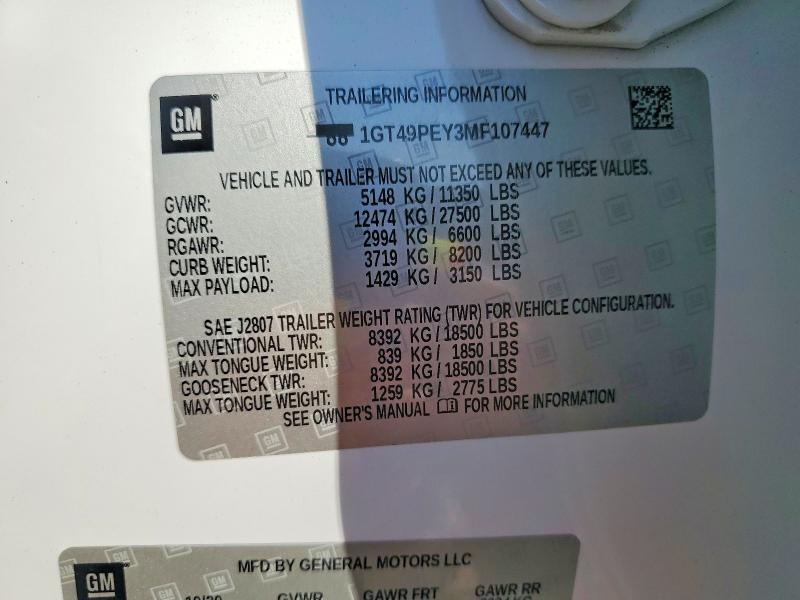 GM
TRAILERING INFORMATION
1GT49PEY3MF107447
VEHICLE AND TRAILER MUST NOT EXCEED ANY OF THESE VALUES.
GVWR: 5148 KG / 11350 LBS
GCWR: 12474 KG / 27500 LBS
RGAWR: 2994 KG / 6600 LBS
CURB WEIGHT: 3719 KG / 8200 LBS
MAX PAYLOAD: 1429 KG / 3150 LBS
SAE J2807 TRAILER WEIGHT RATING (TWR) FOR VEHICLE CONFIGURATION.
CONVENTIONAL TWR: 8392 KG / 18500 LBS
MAX TONGUE WEIGHT: 839 KG / 1850 LBS
GOOSENECK TWR: 8392 KG / 18500 LBS
MAX TONGUE WEIGHT: 1259 KG / 2775 LBS
SEE OWNER'S MANUAL FOR MORE INFORMATION
GM
MFD BY GENERAL MOTORS LLC
GVWR GAWR FRT GAWR RR